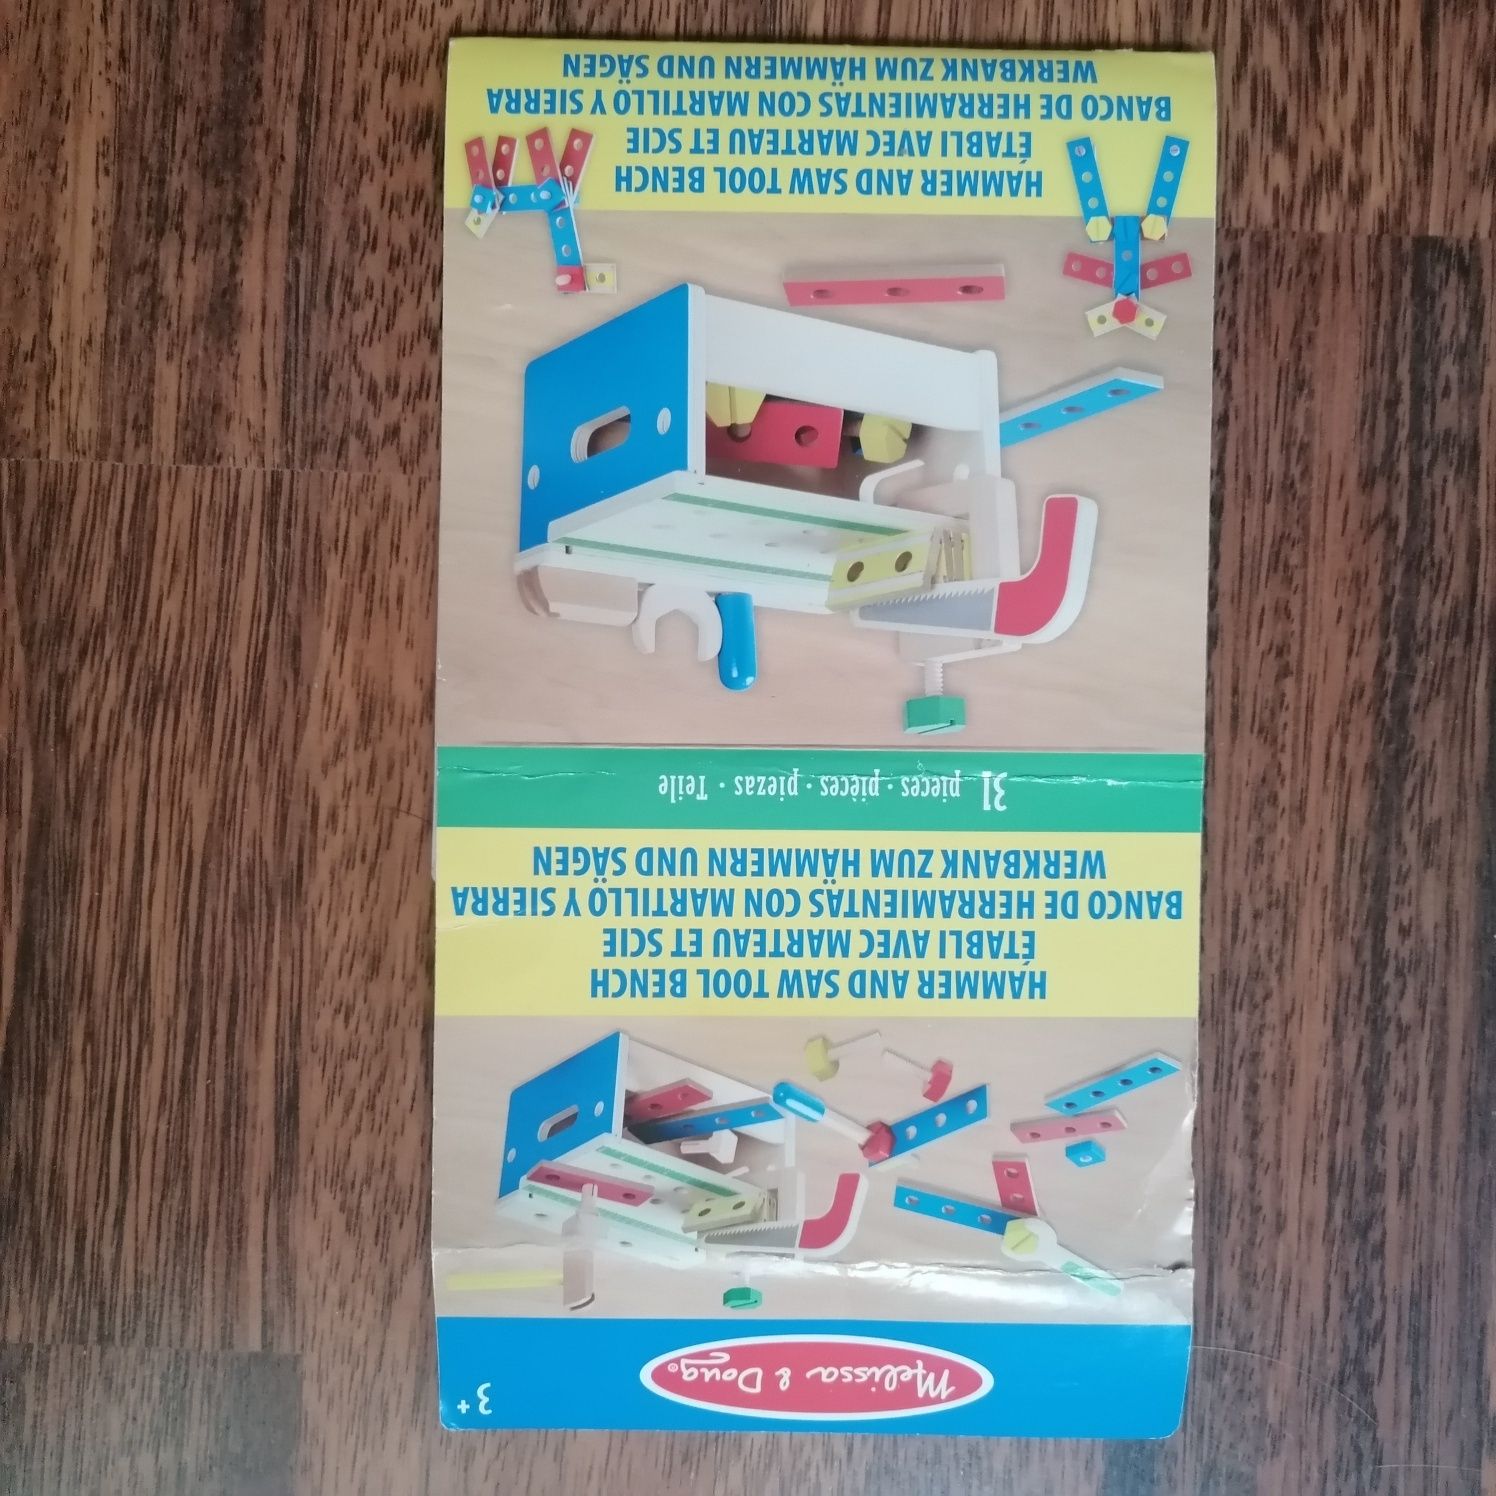 Melissa & Doug®
3+
HAMMER AND SAW TOOL BENCH
ÉTABLI AVEC MARTEAU ET SCIE
BANCO DE HERRAMIENTAS CON MARTILLO Y SIERRA
WERKBANK ZUM HÄMMERN UND SÄGEN
31 pieces · pièces · piezas · Teile
HAMMER AND SAW TOOL BENCH
ÉTABLI AVEC MARTEAU ET SCIE
BANCO DE HERRAMIENTAS CON MARTILLO Y SIERRA
WERKBANK ZUM HÄMMERN UND SÄGEN